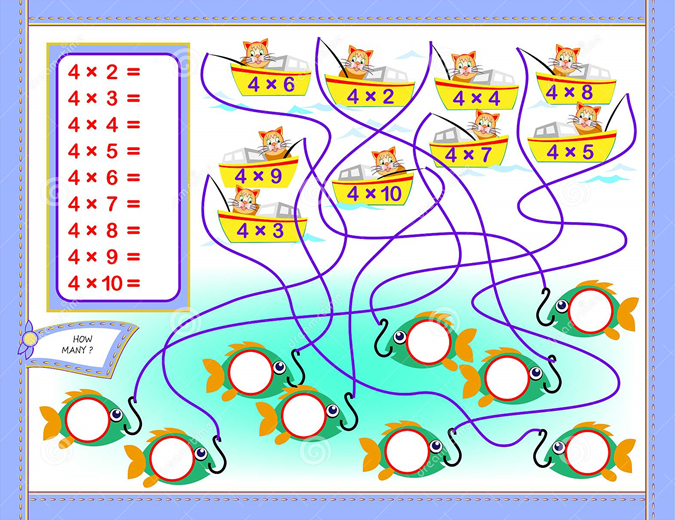 4 × 2 =
4 × 3 =
4 × 4 =
4 × 5 =
4 × 6 =
4 × 7 =
4 × 8 =
4 × 9 =
4 × 10 =
HOW
MANY ?
4 × 6
4 × 2
4 × 4
4 × 8
4 × 7
4 × 5
4 × 9
4 × 10
4 × 3